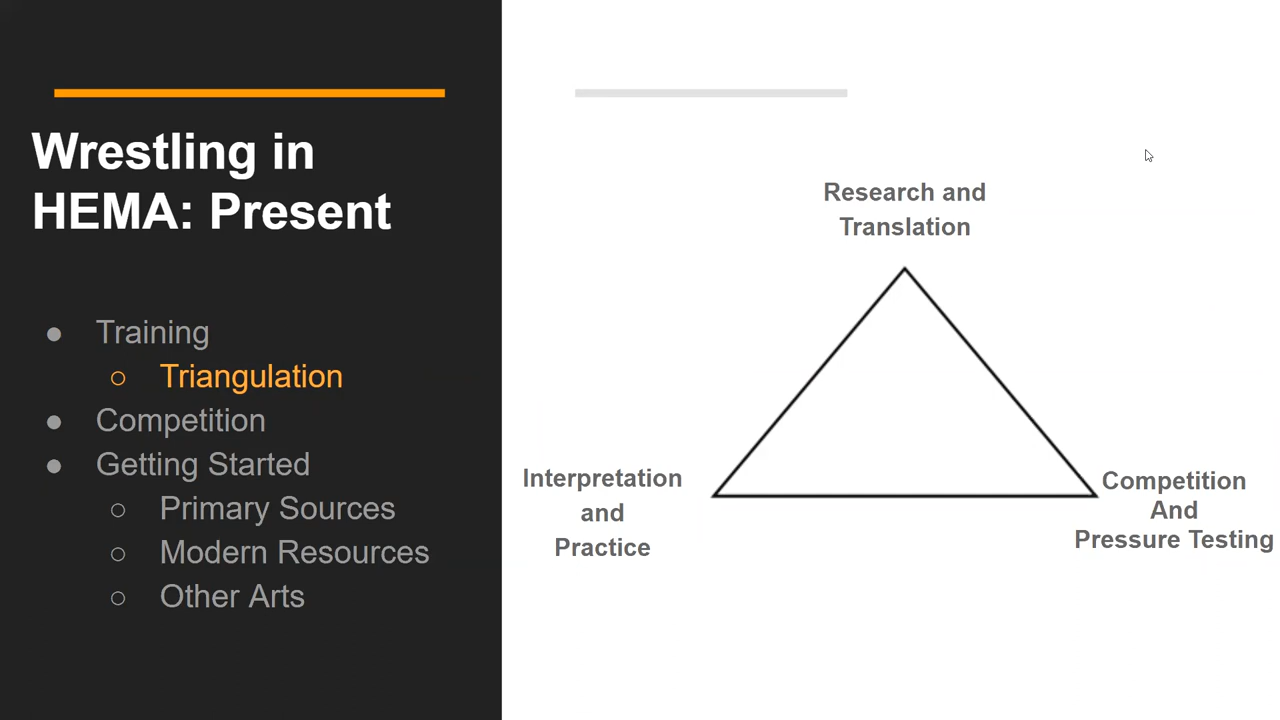 Wrestling in
HEMA: Present
● Training
○ Triangulation
● Competition
● Getting Started
○ Primary Sources
○ Modern Resources
○ Other Arts
Research and
Translation
Interpretation
and
Practice
Competition
And
Pressure Testing